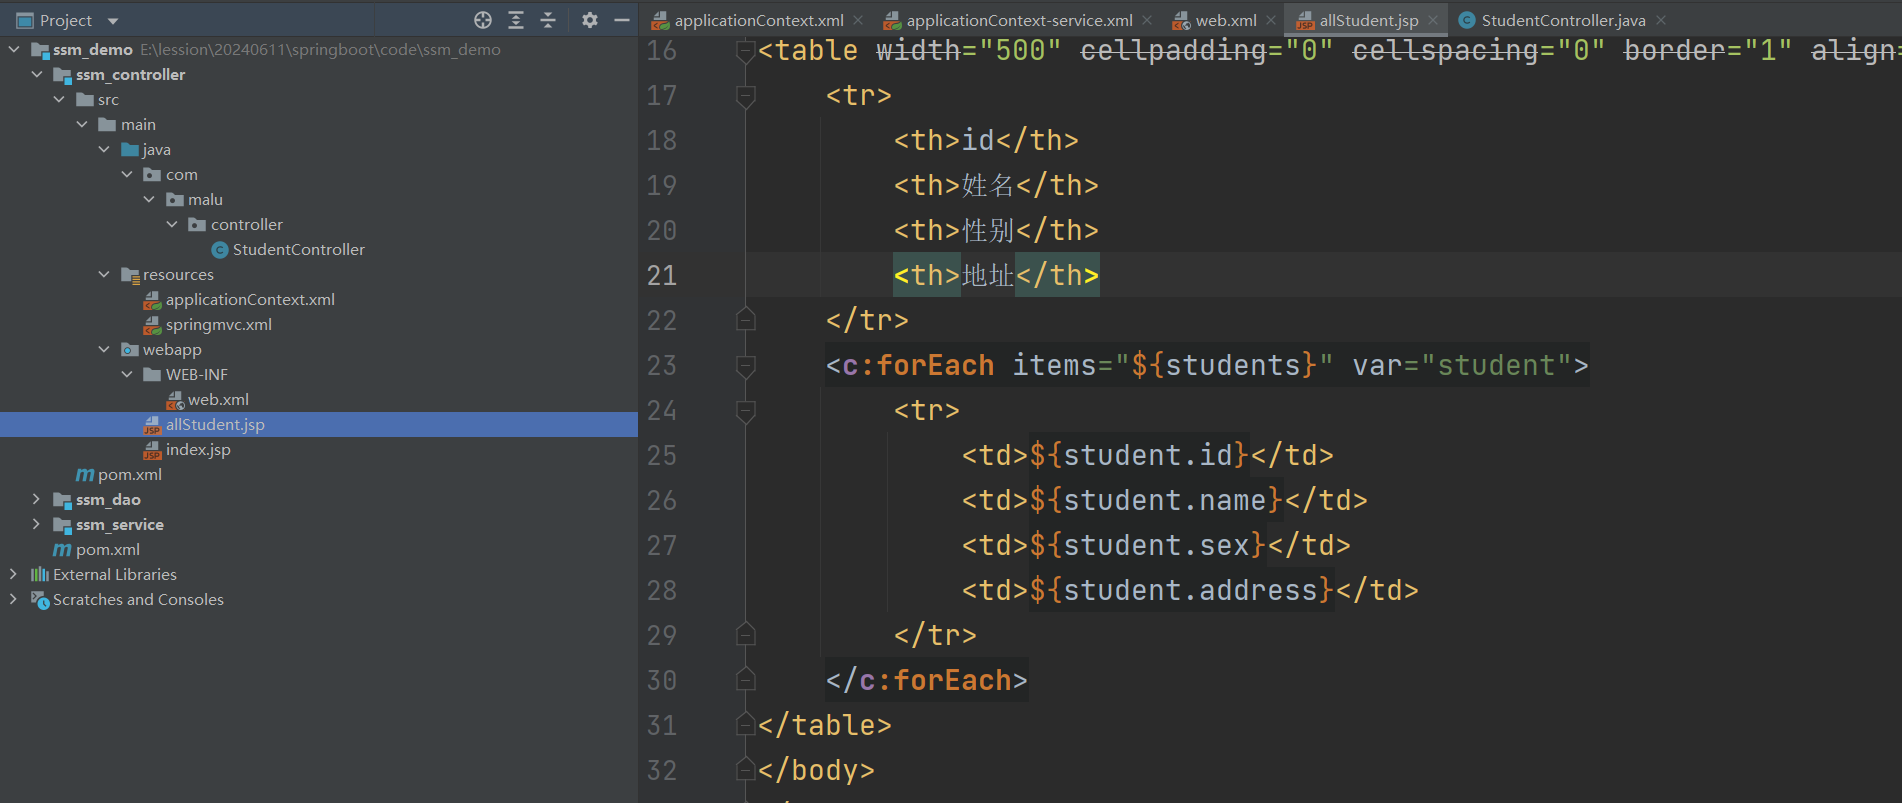 Project
ssm_demo E:\lession\20240611\springboot\code\ssm_demo
ssm_controller
src
main
java
com
malu
controller
StudentController
resources
applicationContext.xml
springmvc.xml
webapp
WEB-INF
web.xml
allStudent.jsp
index.jsp
pom.xml
ssm_dao
ssm_service
pom.xml
External Libraries
Scratches and Consoles
applicationContext.xml applicationContext-service.xml web.xml allStudent.jsp StudentController.java
16 <table width="500" cellpadding="0" cellspacing="0" border="1" align=
17 <tr>
18 <th>id</th>
19 <th>姓名</th>
20 <th>性别</th>
21 <th>地址</th>
22 </tr>
23 <c:forEach items="${students}" var="student">
24 <tr>
25 <td>${student.id}</td>
26 <td>${student.name}</td>
27 <td>${student.sex}</td>
28 <td>${student.address}</td>
29 </tr>
30 </c:forEach>
31 </table>
32 </body>